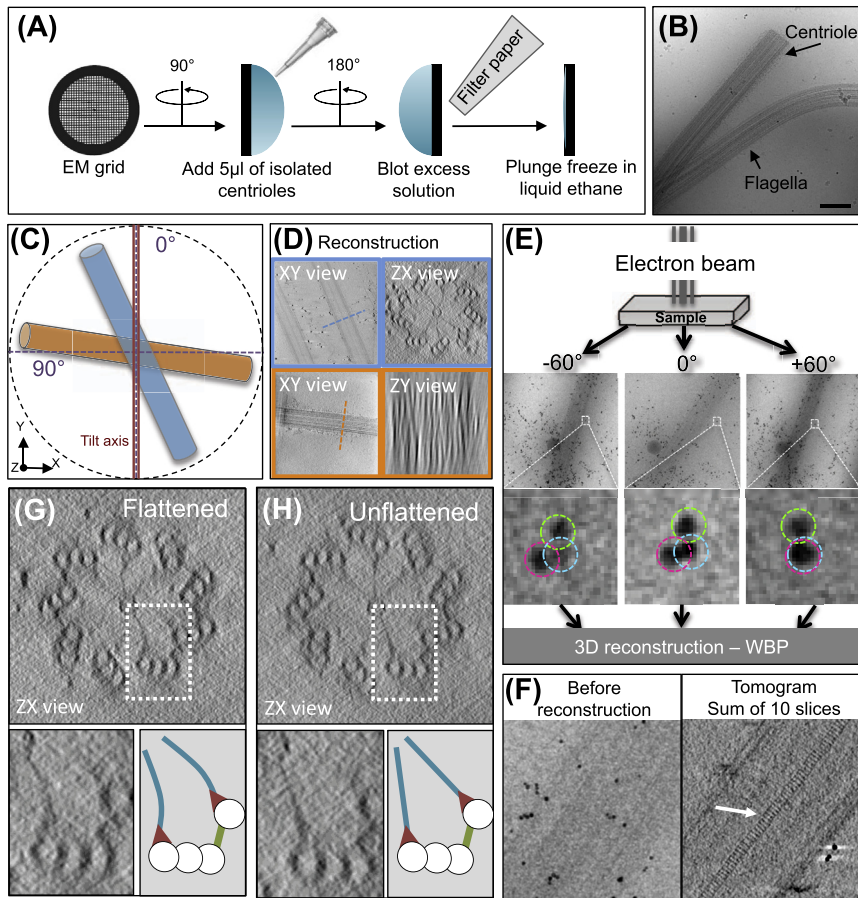 (A)
90°
180°
Filter paper
EM grid
Add 5µl of isolated
centrioles
Blot excess
solution
Plunge freeze in
liquid ethane
(B)
Centriole
Flagella
(C)
0°
90°
Tilt axis
Y
Z
X
(D)
Reconstruction
XY view
ZX view
XY view
ZY view
(E)
Electron beam
Sample
-60°
0°
+60°
3D reconstruction – WBP
(F)
Before
reconstruction
Tomogram
Sum of 10 slices
(G)
Flattened
ZX view
(H)
Unflattened
ZX view